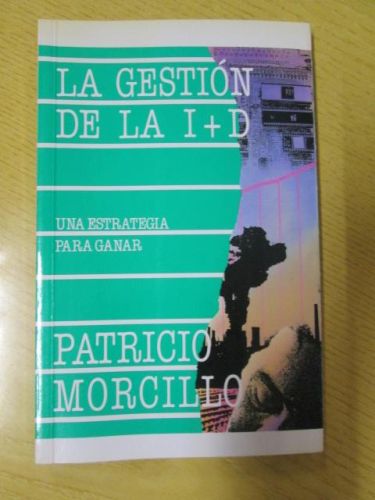 LA GESTIÓN
DE LA I+D
UNA ESTRATEGIA
PARA GANAR
PATRICIO
MORCILLO